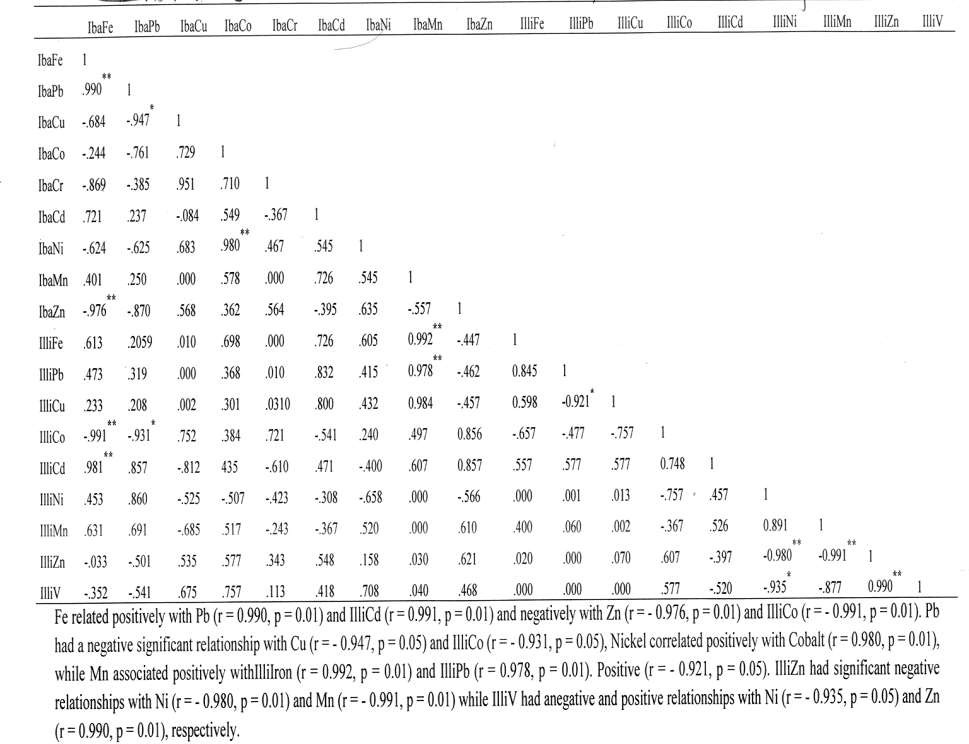 IbaFe IbaPb IbaCu IbaCo IbaCr IbaCd IbaNi IbaMn IbaZn IlliFe IlliPb IlliCu IlliCo IlliCd IlliNi IlliMn IlliZn IlliV
IbaFe 1
IbaPb .990** 1
IbaCu -.684 -.947* 1
IbaCo -.244 -.761 .729 1
IbaCr -.869 -.385 .951 .710 1
IbaCd .721 .237 -.084 .549 -.367 1
IbaNi -.624 -.625 .683 .980** .467 .545 1
IbaMn .401 .250 .000 .578 .000 .726 .545 1
IbaZn -.976** -.870 .568 .362 .564 -.395 .635 -.557 1
IlliFe .613 .2059 .010 .698 .000 .726 .605 0.992** -.447 1
IlliPb .473 .319 .000 .368 .010 .832 .415 0.978** -.462 0.845 1
IlliCu .233 .208 .002 .301 .0310 .800 .432 0.984 -.457 0.598 -0.921* 1
IlliCo -.991** -.931* .752 .384 .721 -.541 .240 .497 0.856 -.657 -.477 -.757 1
IlliCd .981** .857 -.812 435 -.610 .471 -.400 .607 0.857 .557 .577 .577 0.748 1
IlliNi .453 .860 -.525 -.507 -.423 -.308 -.658 .000 -.566 .000 .001 .013 -.757 .457 1
IlliMn .631 .691 -.685 .517 -.243 -.367 .520 .000 .610 .400 .060 .002 -.367 .526 0.891 1
IlliZn -.033 -.501 .535 .577 .343 .548 .158 .030 .621 .020 .000 .070 .607 -.397 -0.980** -0.991** 1
IlliV -.352 -.541 .675 .757 .113 .418 .708 .040 .468 .000 .000 .000 .577 -.520 -.935* -.877 0.990** 1
Fe related positively with Pb (r = 0.990, p = 0.01) and IlliCd (r = 0.991, p = 0.01) and negatively with Zn (r = - 0.976, p = 0.01) and IlliCo (r = - 0.991, p = 0.01). Pb
had a negative significant relationship with Cu (r = - 0.947, p = 0.05) and IlliCo (r = - 0.931, p = 0.05), Nickel correlated positively with Cobalt (r = 0.980, p = 0.01),
while Mn associated positively withIlliIron (r = 0.992, p = 0.01) and IlliPb (r = 0.978, p = 0.01). Positive (r = - 0.921, p = 0.05). IlliZn had significant negative
relationships with Ni (r = - 0.980, p = 0.01) and Mn (r = - 0.991, p = 0.01) while IlliV had anegative and positive relationships with Ni (r = - 0.935, p = 0.05) and Zn
(r = 0.990, p = 0.01), respectively.